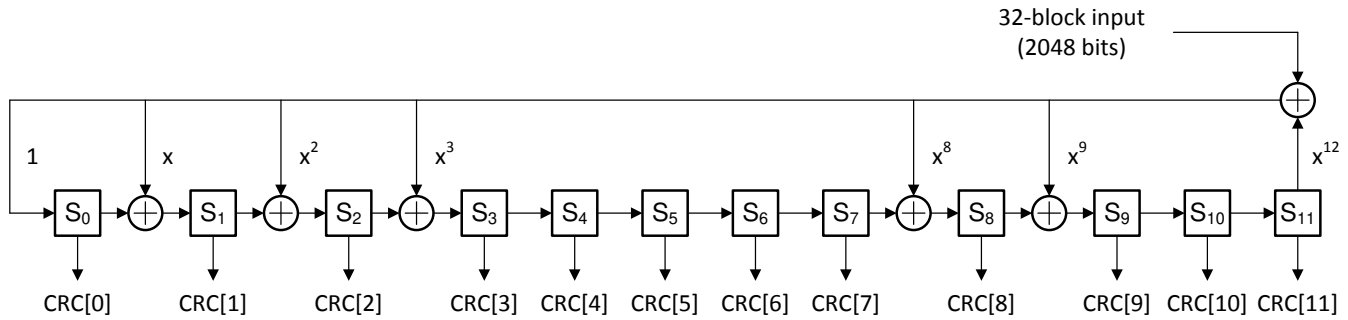 32-block input
(2048 bits)
1 x x² x³ x⁸ x⁹ x¹²
S₀ S₁ S₂ S₃ S₄ S₅ S₆ S₇ S₈ S₉ S₁₀ S₁₁
CRC[0] CRC[1] CRC[2] CRC[3] CRC[4] CRC[5] CRC[6] CRC[7] CRC[8] CRC[9] CRC[10] CRC[11]